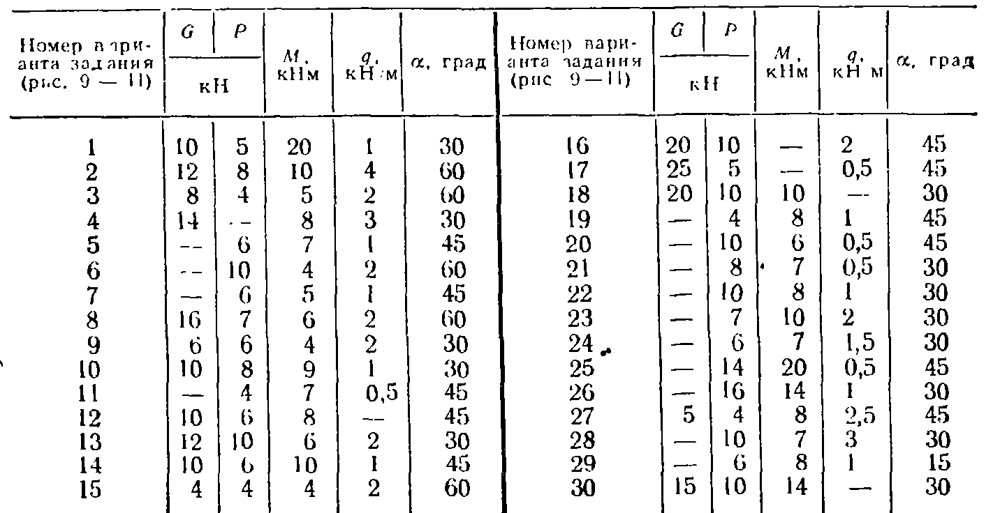 Номер вари- G P M, q, α, град Номер вари- G P M, q, α, град
анта задания кНм кН/м анта задания кНм кН м
(рис. 9 — 11) кН (рис 9—11) кН
1 10 5 20 1 30 16 20 10 — 2 45
2 12 8 10 4 60 17 25 5 — 0,5 45
3 8 4 5 2 60 18 20 10 10 — 30
4 14 — 8 3 30 19 — 4 8 1 45
5 — 6 7 1 45 20 — 10 6 0,5 45
6 — 10 4 2 60 21 — 8 7 0,5 30
7 — 6 5 1 45 22 — 10 8 1 30
8 16 7 6 2 60 23 — 7 10 2 30
9 6 6 4 2 30 24 — 6 7 1,5 30
10 10 8 9 1 30 25 — 14 20 0,5 45
11 — 4 7 0,5 45 26 — 16 14 1 30
12 10 6 8 — 45 27 5 4 8 2,5 45
13 12 10 6 2 30 28 — 10 7 3 30
14 10 6 10 1 45 29 — 6 8 1 15
15 4 4 4 2 60 30 15 10 14 — 30